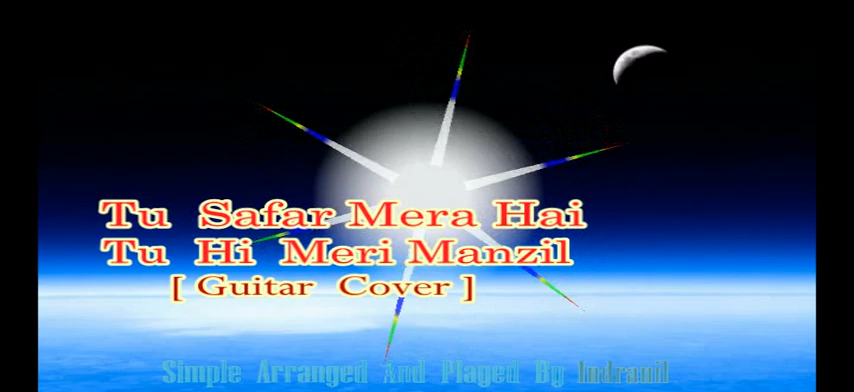 Tu Safar Mera Hai
Tu Hi Meri Manzil
[ Guitar Cover ]
Simple Arranged And Played By Indranil